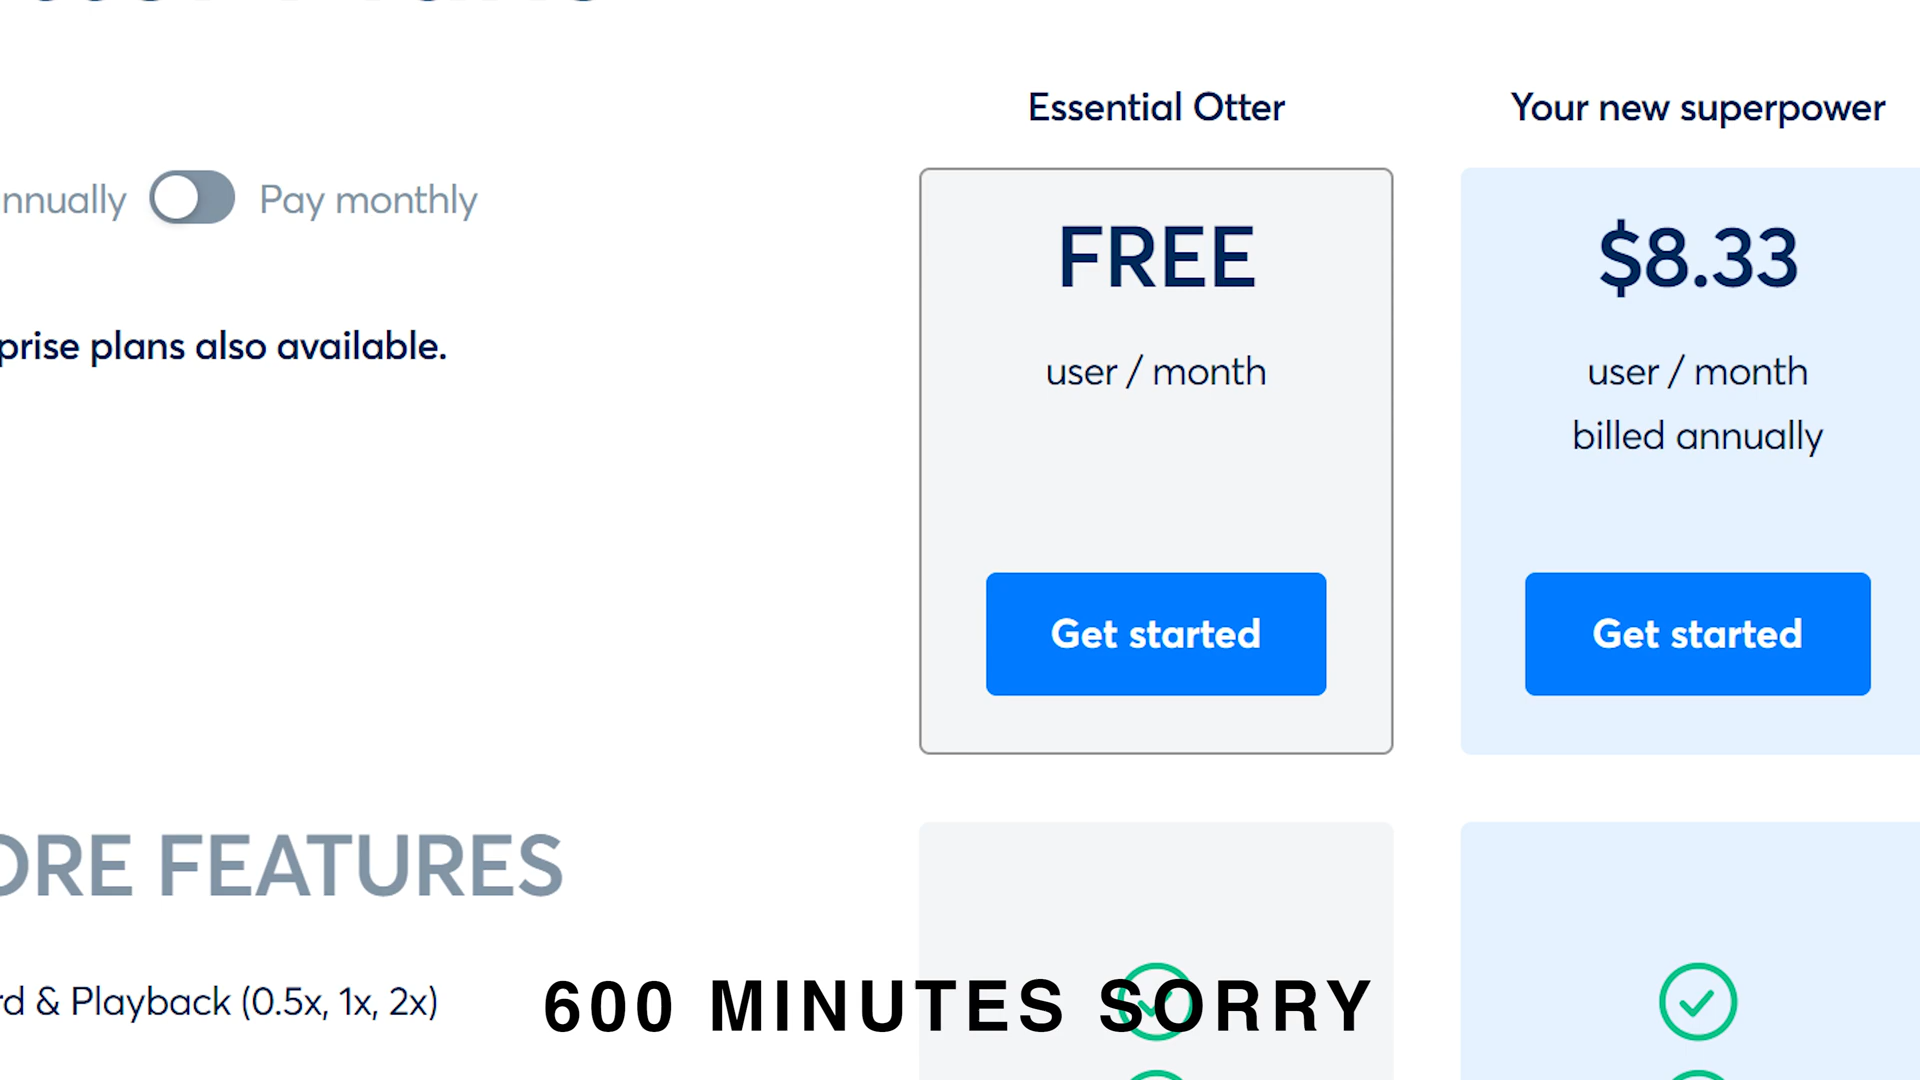 Essential Otter
Your new superpower
nnually
Pay monthly
FREE
$8.33
prise plans also available.
user / month
user / month
billed annually
Get started
Get started
ORE FEATURES
rd & Playback (0.5x, 1x, 2x)
600 MINUTES SORRY